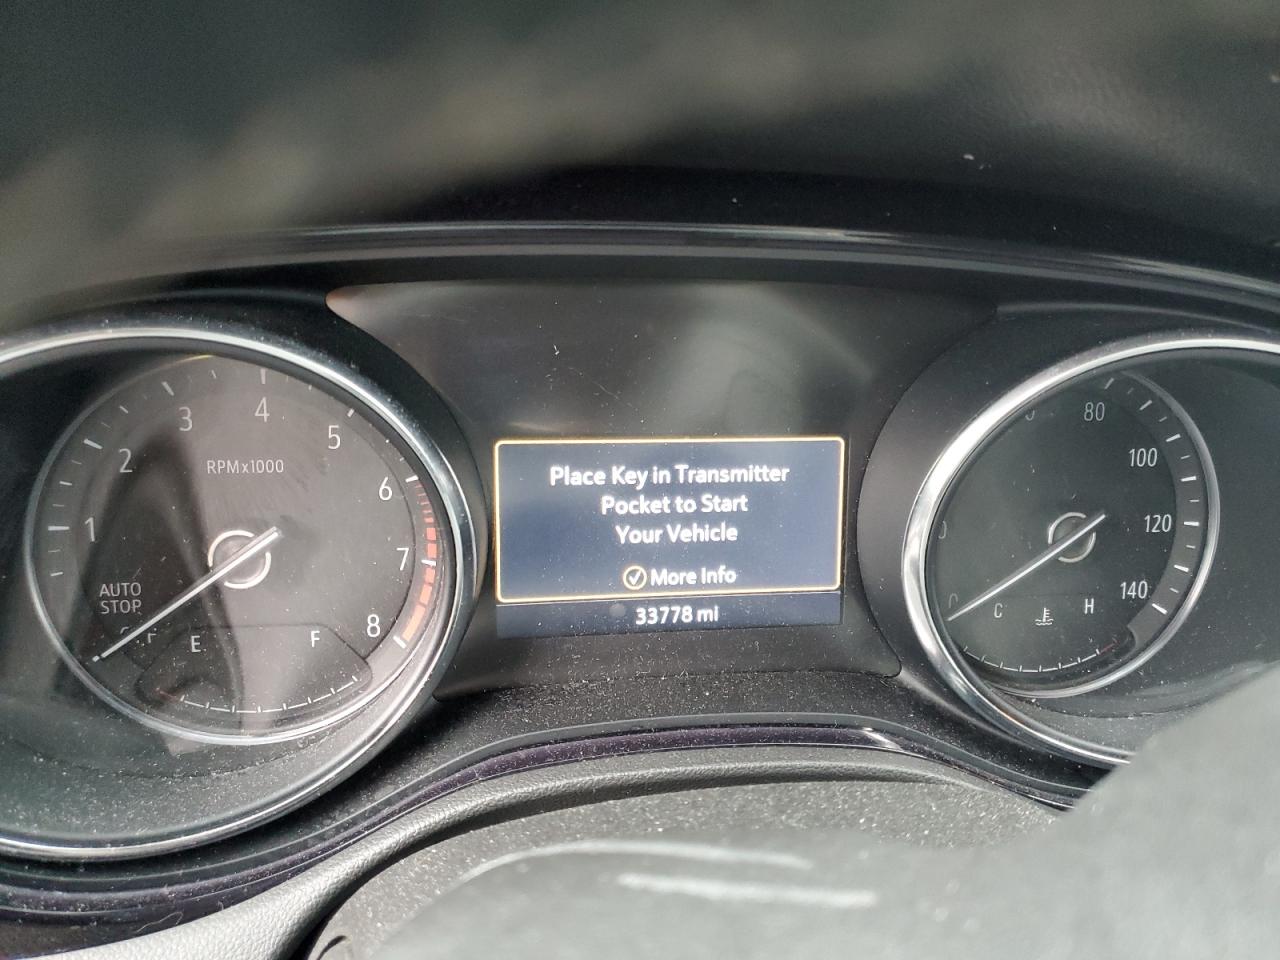 1
2
3
4
5
6
7
8
RPMx1000
AUTO
STOP
E
F
Place Key in Transmitter
Pocket to Start
Your Vehicle
More Info
33778 mi
80
100
120
140
C
H